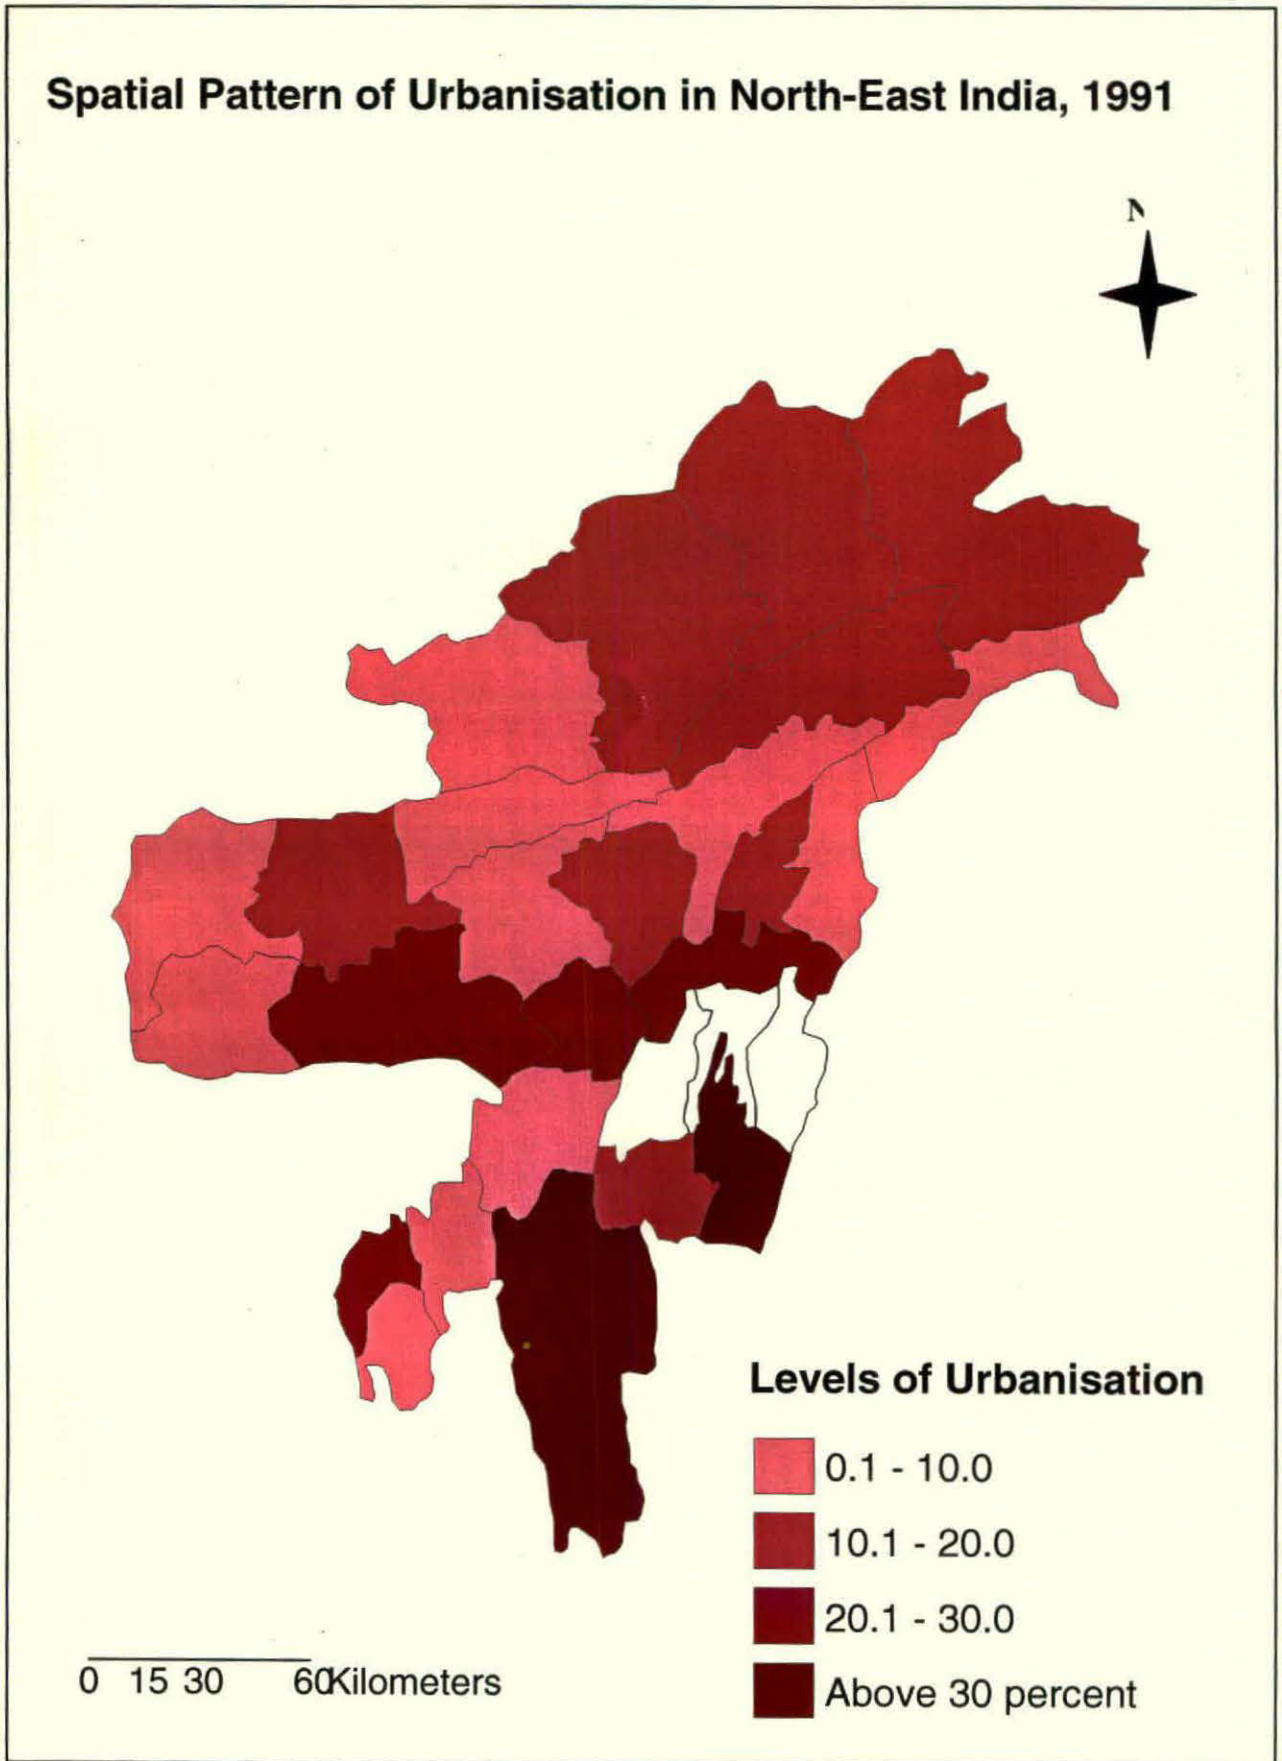 Spatial Pattern of Urbanisation in North-East India, 1991
N
Levels of Urbanisation
0.1 - 10.0
10.1 - 20.0
20.1 - 30.0
Above 30 percent
0 15 30 60Kilometers